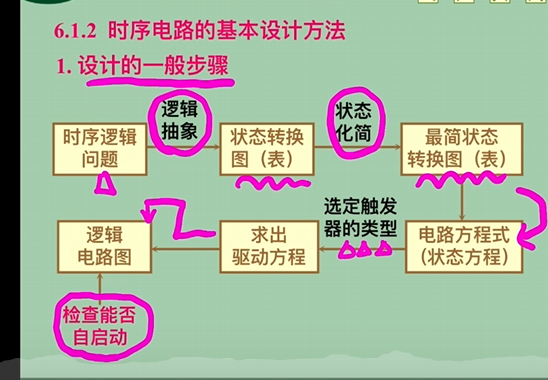 6.1.2 时序电路的基本设计方法
1. 设计的一般步骤
时序逻辑
问题
逻辑
抽象
状态转换
图（表）
状态
化简
最简状态
转换图（表）
电路方程式
（状态方程）
选定触发
器的类型
求出
驱动方程
逻辑
电路图
检查能否
自启动